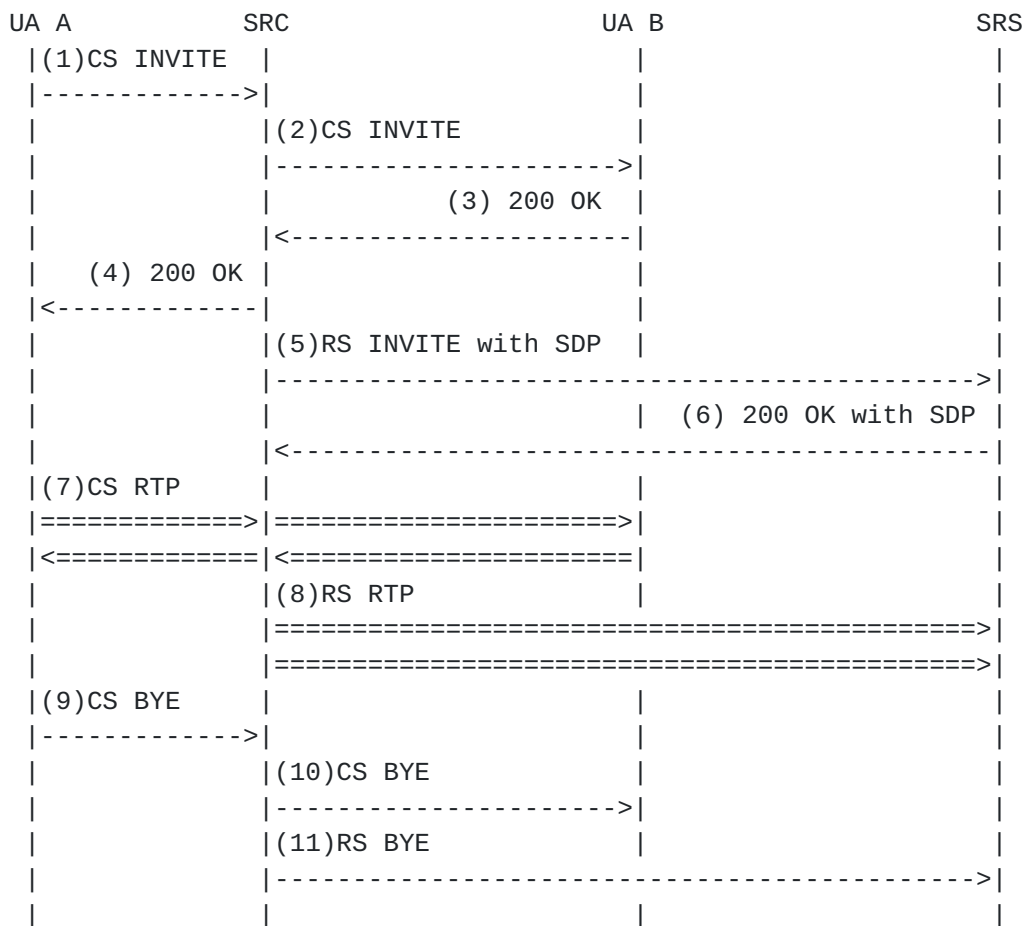 UA A           SRC                    UA B                    SRS
 |(1)CS INVITE  |                       |                      |
 |------------->|                       |                      |
 |              |(2)CS INVITE           |                      |
 |              |---------------------->|                      |
 |              |           (3) 200 OK  |                      |
 |              |<----------------------|                      |
 |   (4) 200 OK |                       |                      |
 |<-------------|                       |                      |
 |              |(5)RS INVITE with SDP  |                      |
 |              |--------------------------------------------->|
 |              |                       |  (6) 200 OK with SDP |
 |              |<---------------------------------------------|
 |(7)CS RTP     |                       |                      |
 |=============>|======================>|                      |
 |<=============|<======================|                      |
 |              |(8)RS RTP              |                      |
 |              |=============================================>|
 |              |=============================================>|
 |(9)CS BYE     |                       |                      |
 |------------->|                       |                      |
 |              |(10)CS BYE             |                      |
 |              |---------------------->|                      |
 |              |(11)RS BYE             |                      |
 |              |--------------------------------------------->|
 |              |                       |                      |